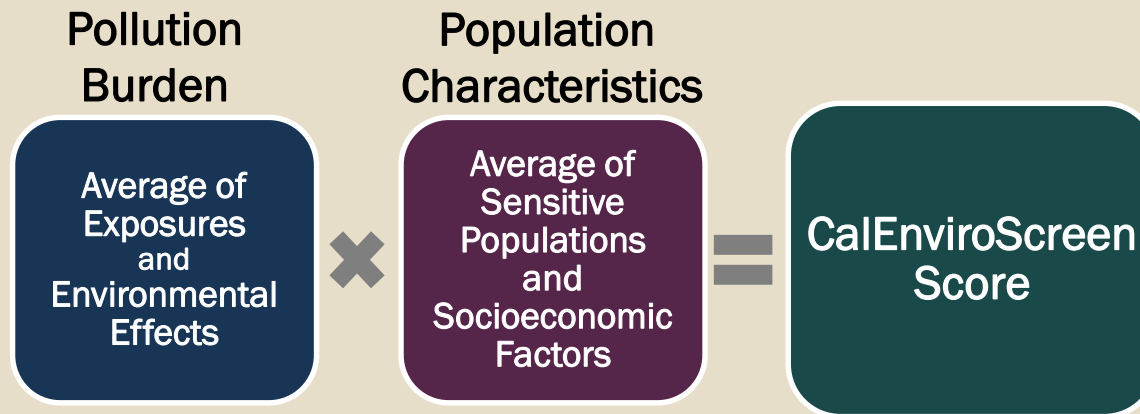 Pollution
Burden
Population
Characteristics
Average of
Exposures
and
Environmental
Effects
Average of
Sensitive
Populations
and
Socioeconomic
Factors
CalEnviroScreen
Score